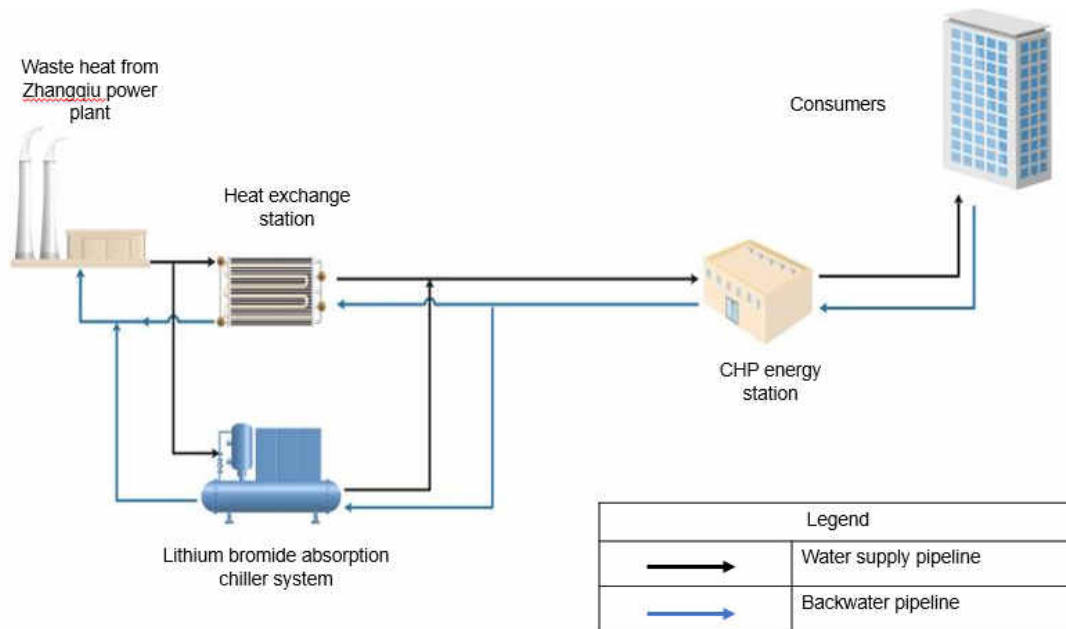 Waste heat from
Zhangqiu power
plant
Consumers
Heat exchange
station
CHP energy
station
Lithium bromide absorption
chiller system
Legend
Water supply pipeline
Backwater pipeline